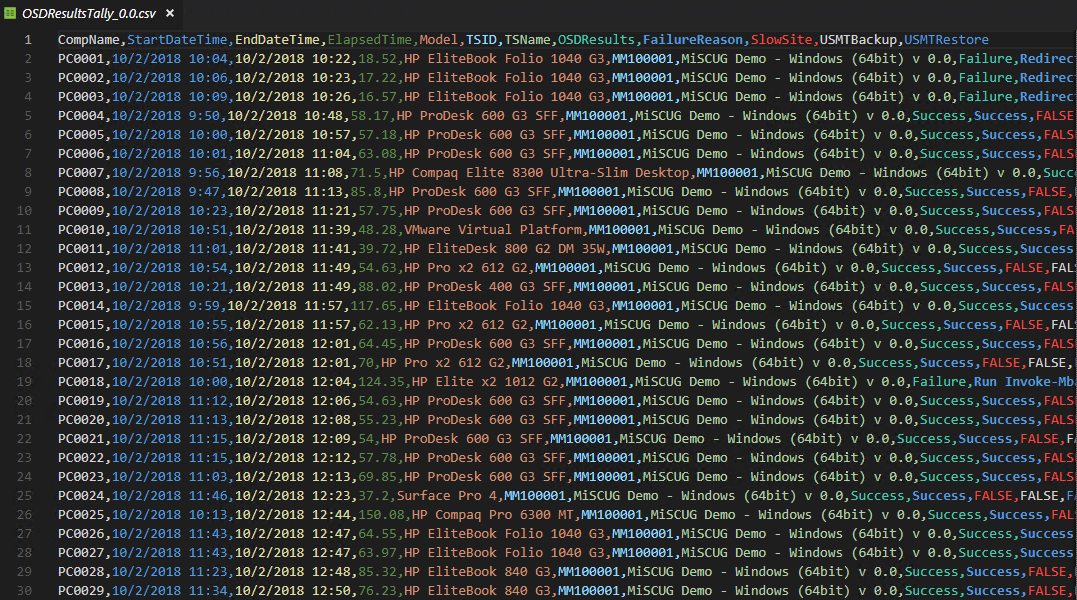 OSDResultsTally_0.0.csv ×
1 CompName,StartDateTime,EndDateTime,ElapsedTime,Model,TSID,TSName,OSDResults,FailureReason,SlowSite,USMTBackup,USMTRestore
2 PC0001,10/2/2018 10:04,10/2/2018 10:22,18.52,HP EliteBook Folio 1040 G3,MM100001,MiSCUG Demo - Windows (64bit) v 0.0,Failure,Redirec
3 PC0002,10/2/2018 10:06,10/2/2018 10:23,17.22,HP EliteBook Folio 1040 G3,MM100001,MiSCUG Demo - Windows (64bit) v 0.0,Failure,Redirec
4 PC0003,10/2/2018 10:09,10/2/2018 10:26,16.57,HP EliteBook Folio 1040 G3,MM100001,MiSCUG Demo - Windows (64bit) v 0.0,Failure,Redirec
5 PC0004,10/2/2018 9:50,10/2/2018 10:48,58.17,HP ProDesk 600 G3 SFF,MM100001,MiSCUG Demo - Windows (64bit) v 0.0,Success,Success,FALSE
6 PC0005,10/2/2018 10:00,10/2/2018 10:57,57.18,HP ProDesk 600 G3 SFF,MM100001,MiSCUG Demo - Windows (64bit) v 0.0,Success,Success,FALS
7 PC0006,10/2/2018 10:01,10/2/2018 11:04,63.08,HP ProDesk 600 G3 SFF,MM100001,MiSCUG Demo - Windows (64bit) v 0.0,Success,Success,FALS
8 PC0007,10/2/2018 9:56,10/2/2018 11:08,71.5,HP Compaq Elite 8300 Ultra-Slim Desktop,MM100001,MiSCUG Demo - Windows (64bit) v 0.0,Succ
9 PC0008,10/2/2018 9:47,10/2/2018 11:13,85.8,HP ProDesk 600 G3 SFF,MM100001,MiSCUG Demo - Windows (64bit) v 0.0,Success,Success,FALSE,
10 PC0009,10/2/2018 10:23,10/2/2018 11:21,57.75,HP ProDesk 600 G3 SFF,MM100001,MiSCUG Demo - Windows (64bit) v 0.0,Success,Success,FALS
11 PC0010,10/2/2018 10:51,10/2/2018 11:39,48.28,VMware Virtual Platform,MM100001,MiSCUG Demo - Windows (64bit) v 0.0,Success,Success,FA
12 PC0011,10/2/2018 11:01,10/2/2018 11:41,39.72,HP EliteDesk 800 G2 DM 35W,MM100001,MiSCUG Demo - Windows (64bit) v 0.0,Success,Success
13 PC0012,10/2/2018 10:54,10/2/2018 11:49,54.63,HP Pro x2 612 G2,MM100001,MiSCUG Demo - Windows (64bit) v 0.0,Success,Success,FALSE,FAL
14 PC0013,10/2/2018 10:21,10/2/2018 11:49,88.02,HP ProDesk 400 G3 SFF,MM100001,MiSCUG Demo - Windows (64bit) v 0.0,Success,Success,FALS
15 PC0014,10/2/2018 9:59,10/2/2018 11:57,117.65,HP EliteBook Folio 1040 G3,MM100001,MiSCUG Demo - Windows (64bit) v 0.0,Success,Success
16 PC0015,10/2/2018 10:55,10/2/2018 11:57,62.13,HP Pro x2 612 G2,MM100001,MiSCUG Demo - Windows (64bit) v 0.0,Success,Success,FALSE,FAL
17 PC0016,10/2/2018 10:56,10/2/2018 12:01,64.45,HP ProDesk 600 G3 SFF,MM100001,MiSCUG Demo - Windows (64bit) v 0.0,Success,Success,FALS
18 PC0017,10/2/2018 10:51,10/2/2018 12:01,70,HP Pro x2 612 G2,MM100001,MiSCUG Demo - Windows (64bit) v 0.0,Success,Success,FALSE,FALSE,
19 PC0018,10/2/2018 10:00,10/2/2018 12:04,124.35,HP Elite x2 1012 G2,MM100001,MiSCUG Demo - Windows (64bit) v 0.0,Failure,Run Invoke-Mb
20 PC0019,10/2/2018 11:12,10/2/2018 12:06,54.63,HP ProDesk 600 G3 SFF,MM100001,MiSCUG Demo - Windows (64bit) v 0.0,Success,Success,FALS
21 PC0020,10/2/2018 11:13,10/2/2018 12:08,54.23,HP ProDesk 600 G3 SFF,MM100001,MiSCUG Demo - Windows (64bit) v 0.0,Success,Success,FALS
22 PC0021,10/2/2018 11:15,10/2/2018 12:09,54,HP ProDesk 600 G3 SFF,MM100001,MiSCUG Demo - Windows (64bit) v 0.0,Success,Success,FALSE,F
23 PC0022,10/2/2018 11:15,10/2/2018 12:12,57.78,HP ProDesk 600 G3 SFF,MM100001,MiSCUG Demo - Windows (64bit) v 0.0,Success,Success,FALS
24 PC0023,10/2/2018 11:03,10/2/2018 12:13,69.85,HP ProDesk 600 G3 SFF,MM100001,MiSCUG Demo - Windows (64bit) v 0.0,Success,Success,FALS
25 PC0024,10/2/2018 11:46,10/2/2018 12:23,37.2,Surface Pro 4,MM100001,MiSCUG Demo - Windows (64bit) v 0.0,Success,Success,FALSE,FALSE,F
26 PC0025,10/2/2018 10:13,10/2/2018 12:44,150.08,HP Compaq Pro 6300 MT,MM100001,MiSCUG Demo - Windows (64bit) v 0.0,Success,Success,FAL
27 PC0026,10/2/2018 11:43,10/2/2018 12:47,64.55,HP EliteBook Folio 1040 G3,MM100001,MiSCUG Demo - Windows (64bit) v 0.0,Success,Success
28 PC0027,10/2/2018 11:43,10/2/2018 12:47,63.97,HP EliteBook Folio 1040 G3,MM100001,MiSCUG Demo - Windows (64bit) v 0.0,Success,Success
29 PC0028,10/2/2018 11:23,10/2/2018 12:48,85.32,HP EliteBook 840 G3,MM100001,MiSCUG Demo - Windows (64bit) v 0.0,Success,Success,FALSE,
30 PC0029,10/2/2018 11:34,10/2/2018 12:50,76.23,HP EliteBook 840 G3,MM100001,MiSCUG Demo - Windows (64bit) v 0.0,Success,Success,FALSE,